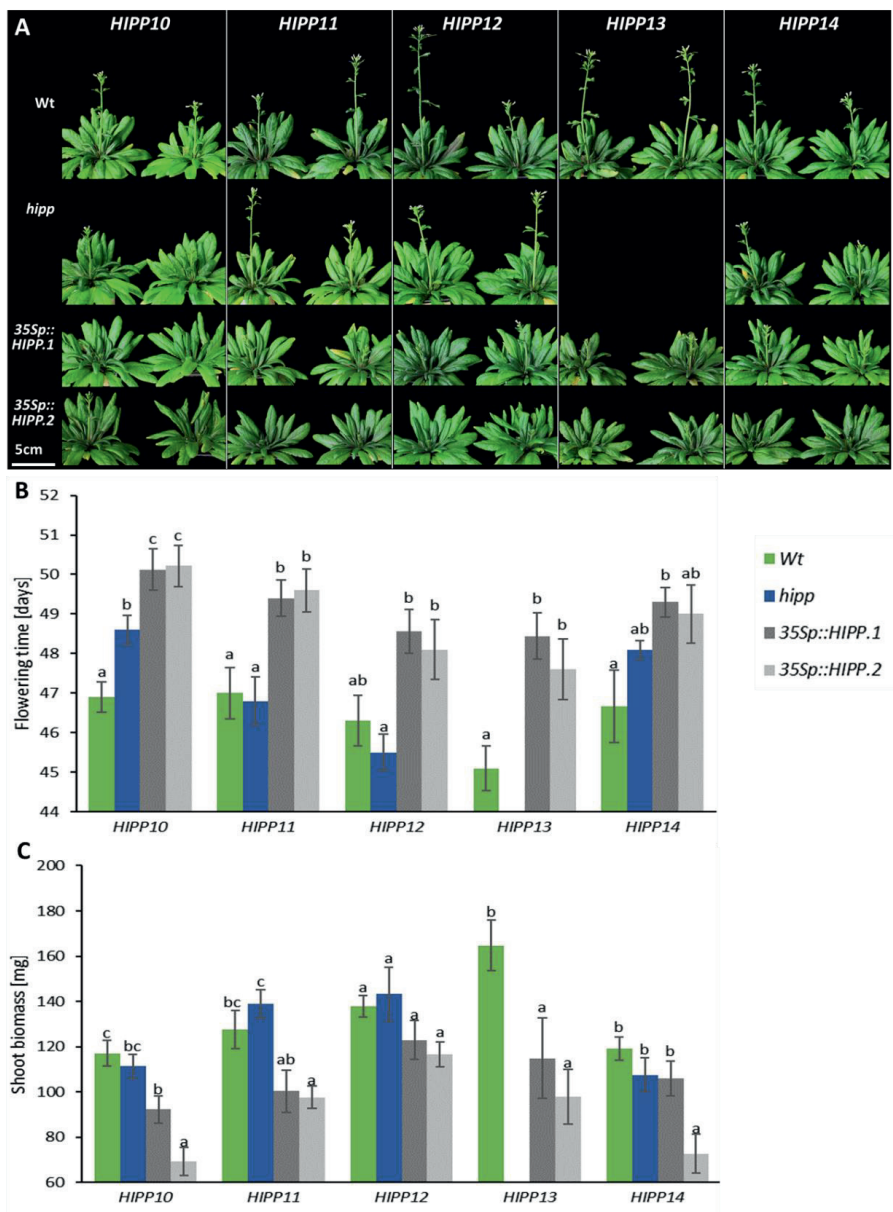 A
HIPP10 HIPP11 HIPP12 HIPP13 HIPP14
Wt
hipp
35Sp::
HIPP.1
35Sp::
HIPP.2
5cm
B
Flowering time [days]
52
51
50
49
48
47
46
45
44
a b c c
a a b b
ab a b b
a b b
a ab b ab
HIPP10 HIPP11 HIPP12 HIPP13 HIPP14
Wt
hipp
35Sp::HIPP.1
35Sp::HIPP.2
C
Shoot biomass [mg]
200
180
160
140
120
100
80
60
c bc b a
bc c ab a
a a a a
b a a
b b b a
HIPP10 HIPP11 HIPP12 HIPP13 HIPP14